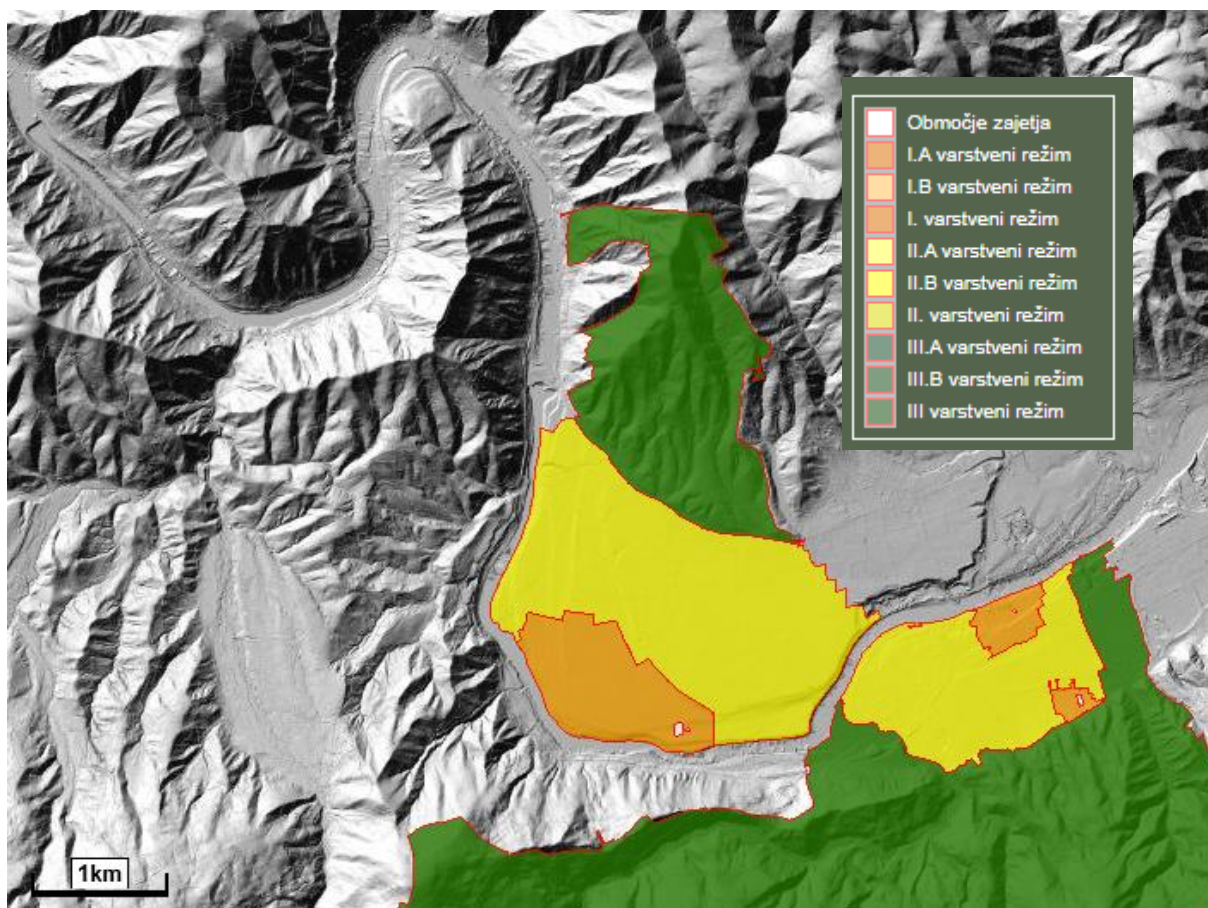 Območje zajetja
I.A varstveni režim
I.B varstveni režim
I. varstveni režim
II.A varstveni režim
II.B varstveni režim
II. varstveni režim
III.A varstveni režim
III.B varstveni režim
III varstveni režim
1km